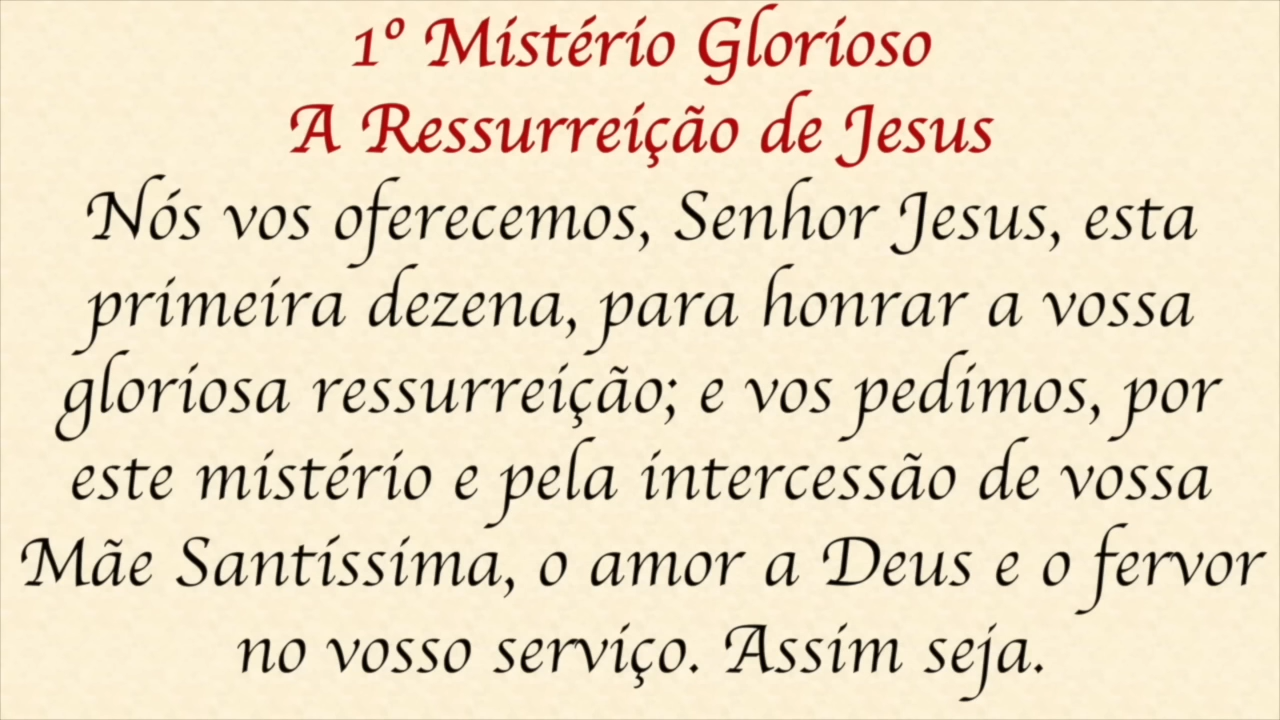 1º Mistério Glorioso
A Ressurreição de Jesus
Nós vos oferecemos, Senhor Jesus, esta
primeira dezena, para honrar a vossa
gloriosa ressurreição; e vos pedimos, por
este mistério e pela intercessão de vossa
Mãe Santíssima, o amor a Deus e o fervor
no vosso serviço. Assim seja.